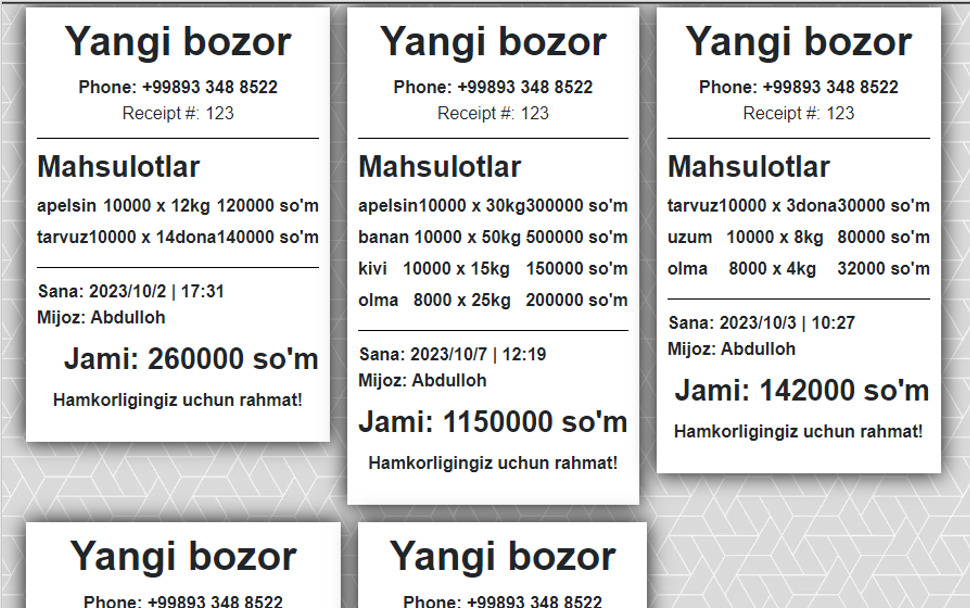 Yangi bozor
Phone: +99893 348 8522
Receipt #: 123
Mahsulotlar
apelsin 10000 x 12kg 120000 so'm
tarvuz10000 x 14dona140000 so'm
Sana: 2023/10/2 | 17:31
Mijoz: Abdulloh
Jami: 260000 so'm
Hamkorligingiz uchun rahmat!
Yangi bozor
Phone: +99893 348 8522
Receipt #: 123
Mahsulotlar
apelsin10000 x 30kg300000 so'm
banan 10000 x 50kg 500000 so'm
kivi 10000 x 15kg 150000 so'm
olma 8000 x 25kg 200000 so'm
Sana: 2023/10/7 | 12:19
Mijoz: Abdulloh
Jami: 1150000 so'm
Hamkorligingiz uchun rahmat!
Yangi bozor
Phone: +99893 348 8522
Receipt #: 123
Mahsulotlar
tarvuz10000 x 3dona30000 so'm
uzum 10000 x 8kg 80000 so'm
olma 8000 x 4kg 32000 so'm
Sana: 2023/10/3 | 10:27
Mijoz: Abdulloh
Jami: 142000 so'm
Hamkorligingiz uchun rahmat!
Yangi bozor
Phone: +99893 348 8522
Yangi bozor
Phone: +99893 348 8522